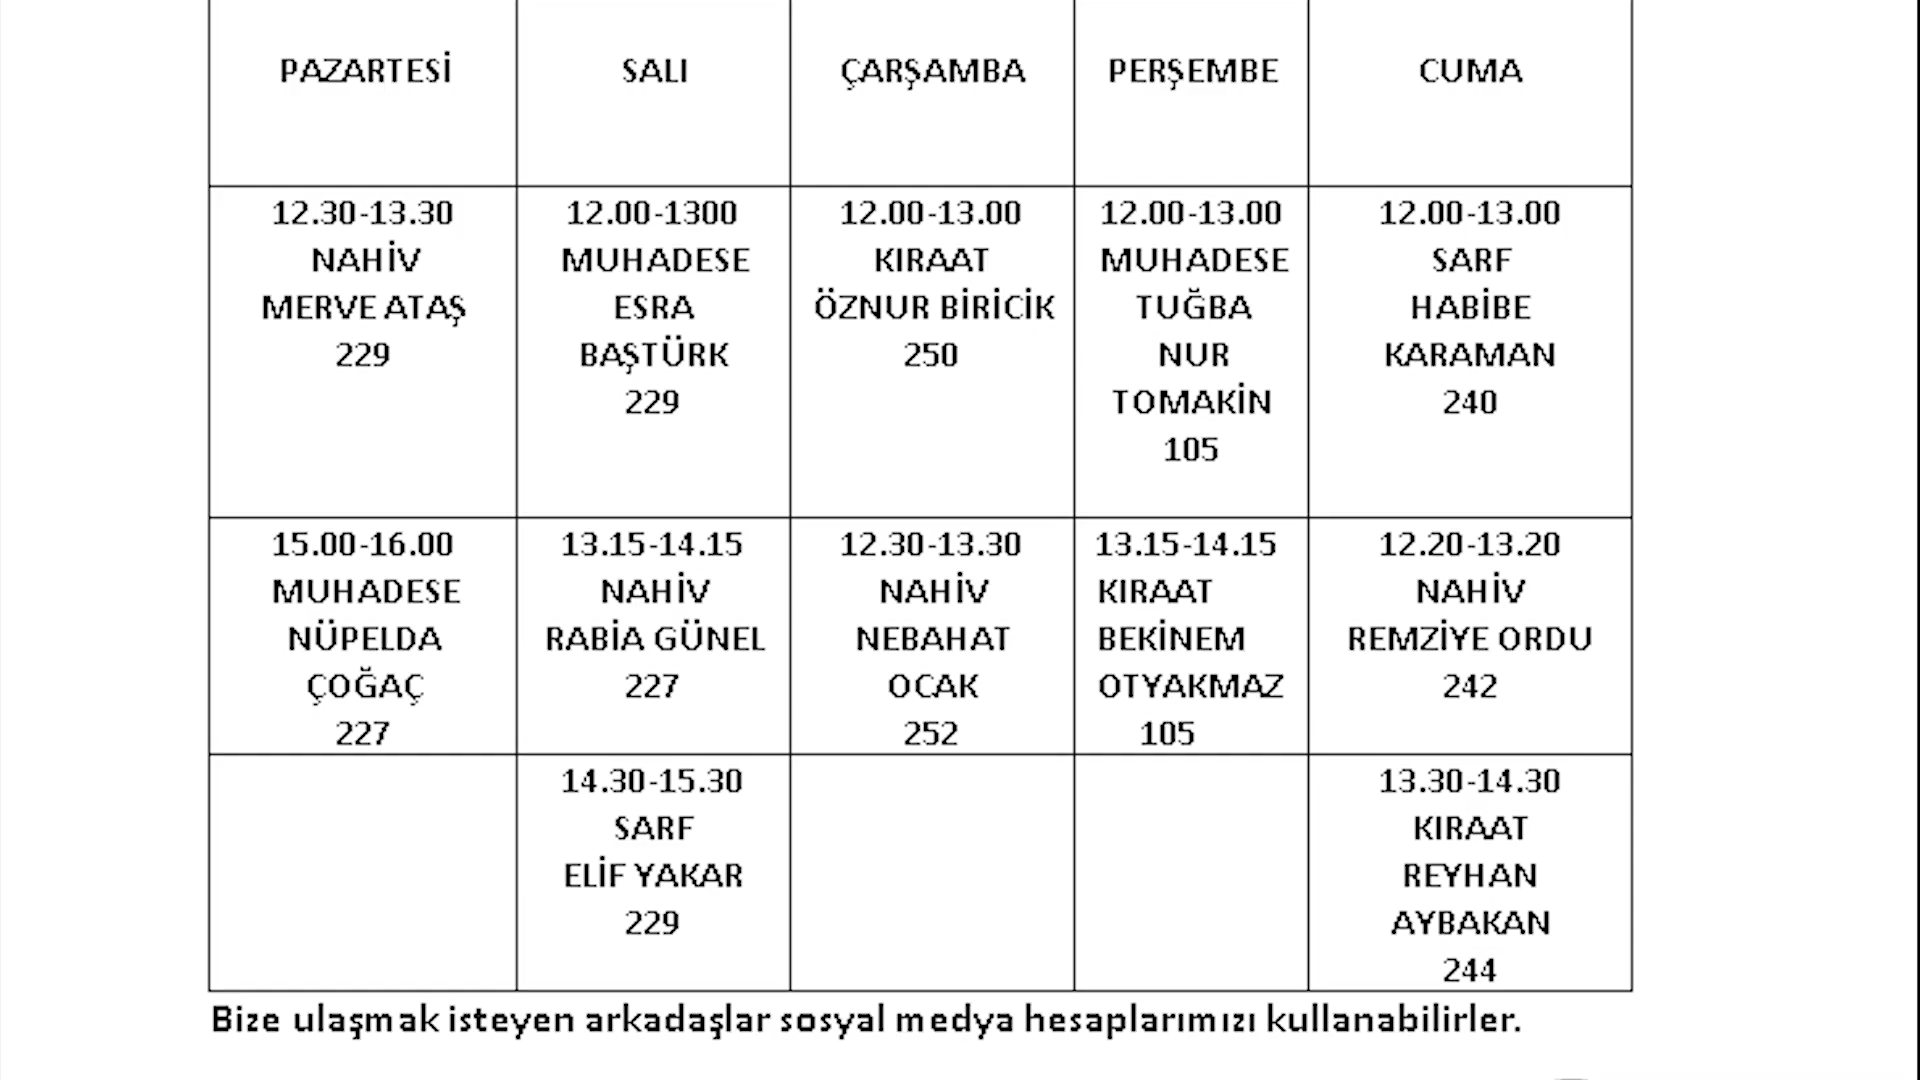 PAZARTESİ
SALI
ÇARŞAMBA
PERŞEMBE
CUMA
12.30-13.30
NAHİV
MERVE ATAŞ
229
12.00-1300
MUHADESE
ESRA
BAŞTÜRK
229
12.00-13.00
KIRAAT
ÖZNUR BİRİCİK
250
12.00-13.00
MUHADESE
TUĞBA
NUR
TOMAKİN
105
12.00-13.00
SARF
HABİBE
KARAMAN
240
15.00-16.00
MUHADESE
NÜPELDA
ÇOĞAÇ
227
13.15-14.15
NAHİV
RABİA GÜNEL
227
12.30-13.30
NAHİV
NEBAHAT
OCAK
252
13.15-14.15
KIRAAT
BEKİNEM
OTYAKMAZ
105
12.20-13.20
NAHİV
REMZİYE ORDU
242
14.30-15.30
SARF
ELİF YAKAR
229
13.30-14.30
KIRAAT
REYHAN
AYBAKAN
244
Bize ulaşmak isteyen arkadaşlar sosyal medya hesaplarımızı kullanabilirler.